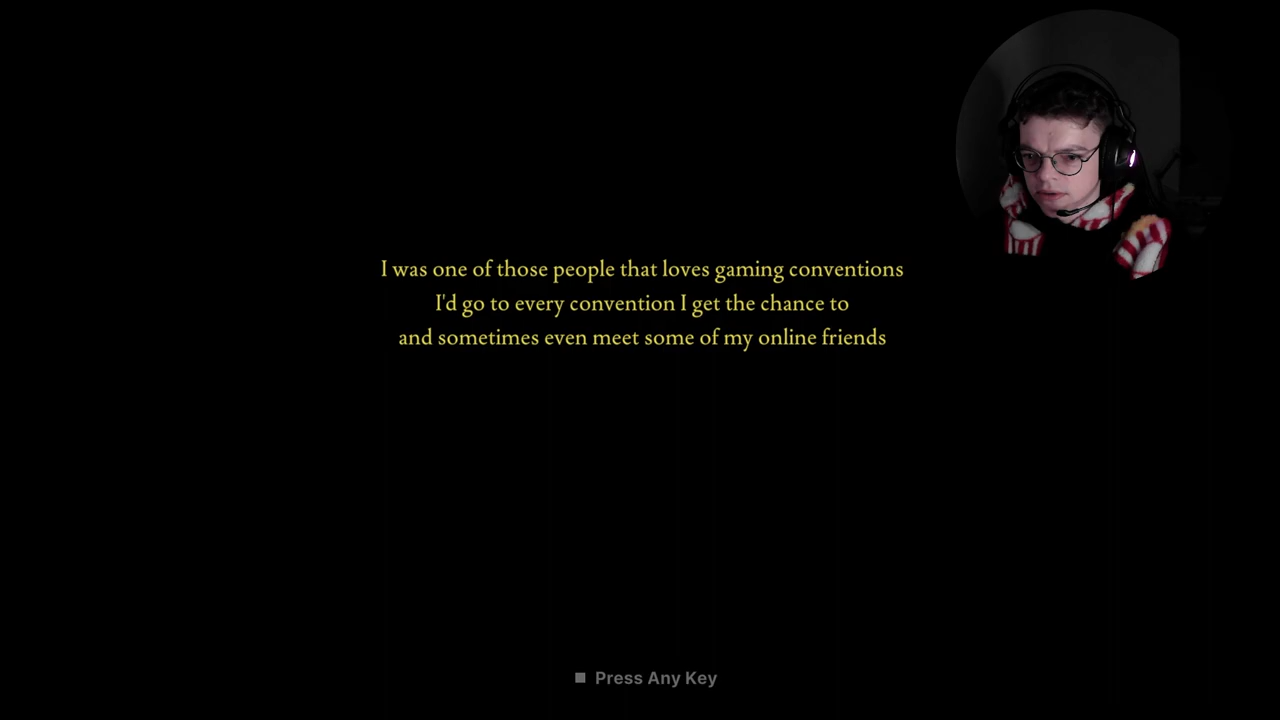 I was one of those people that loves gaming conventions
I'd go to every convention I get the chance to
and sometimes even meet some of my online friends
Press Any Key